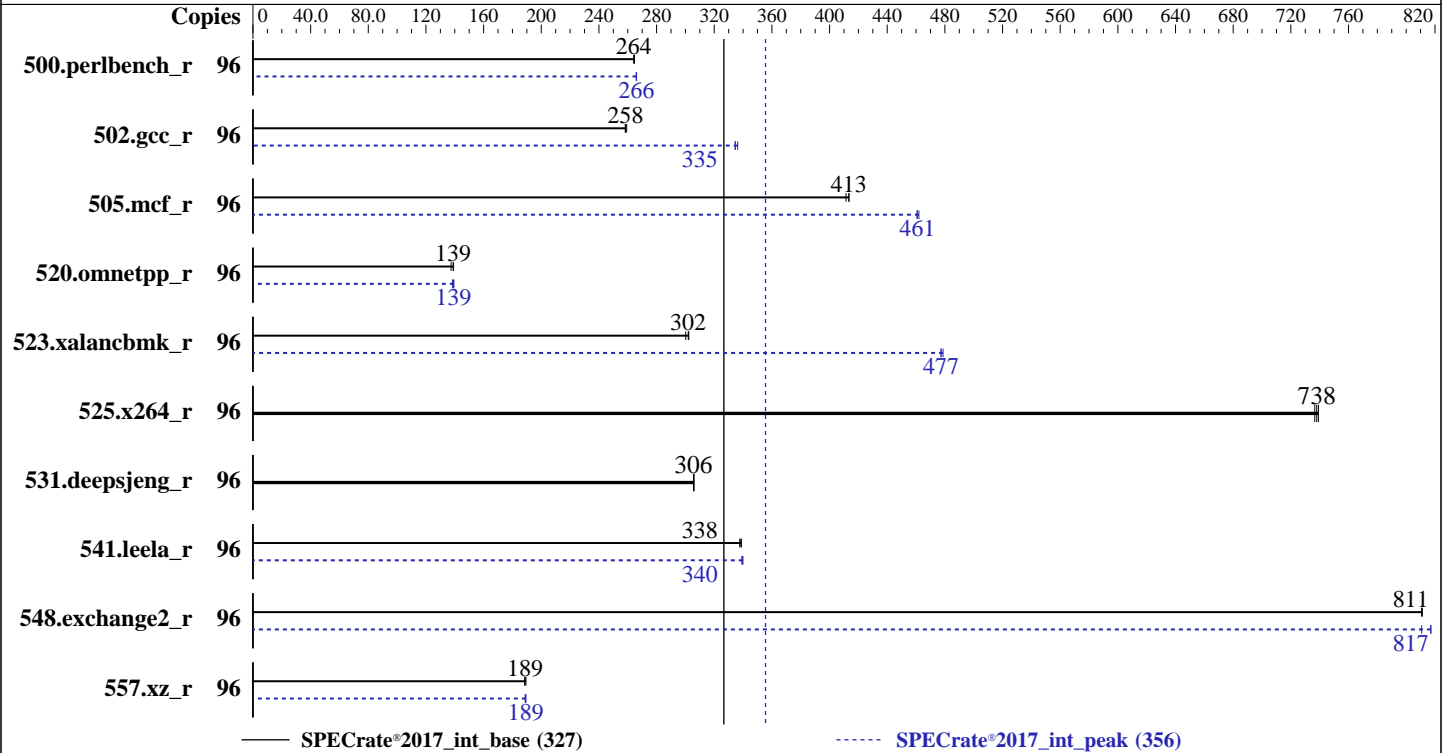 Copies 0 40.0 80.0 120 160 200 240 280 320 360 400 440 480 520 560 600 640 680 720 760 820
500.perlbench_r 96 264
266
502.gcc_r 96 258
335
505.mcf_r 96 413
461
520.omnetpp_r 96 139
139
523.xalancbmk_r 96 302
477
525.x264_r 96 738
531.deepsjeng_r 96 306
541.leela_r 96 338
340
548.exchange2_r 96 811
817
557.xz_r 96 189
189
SPECrate®2017_int_base (327) SPECrate®2017_int_peak (356)